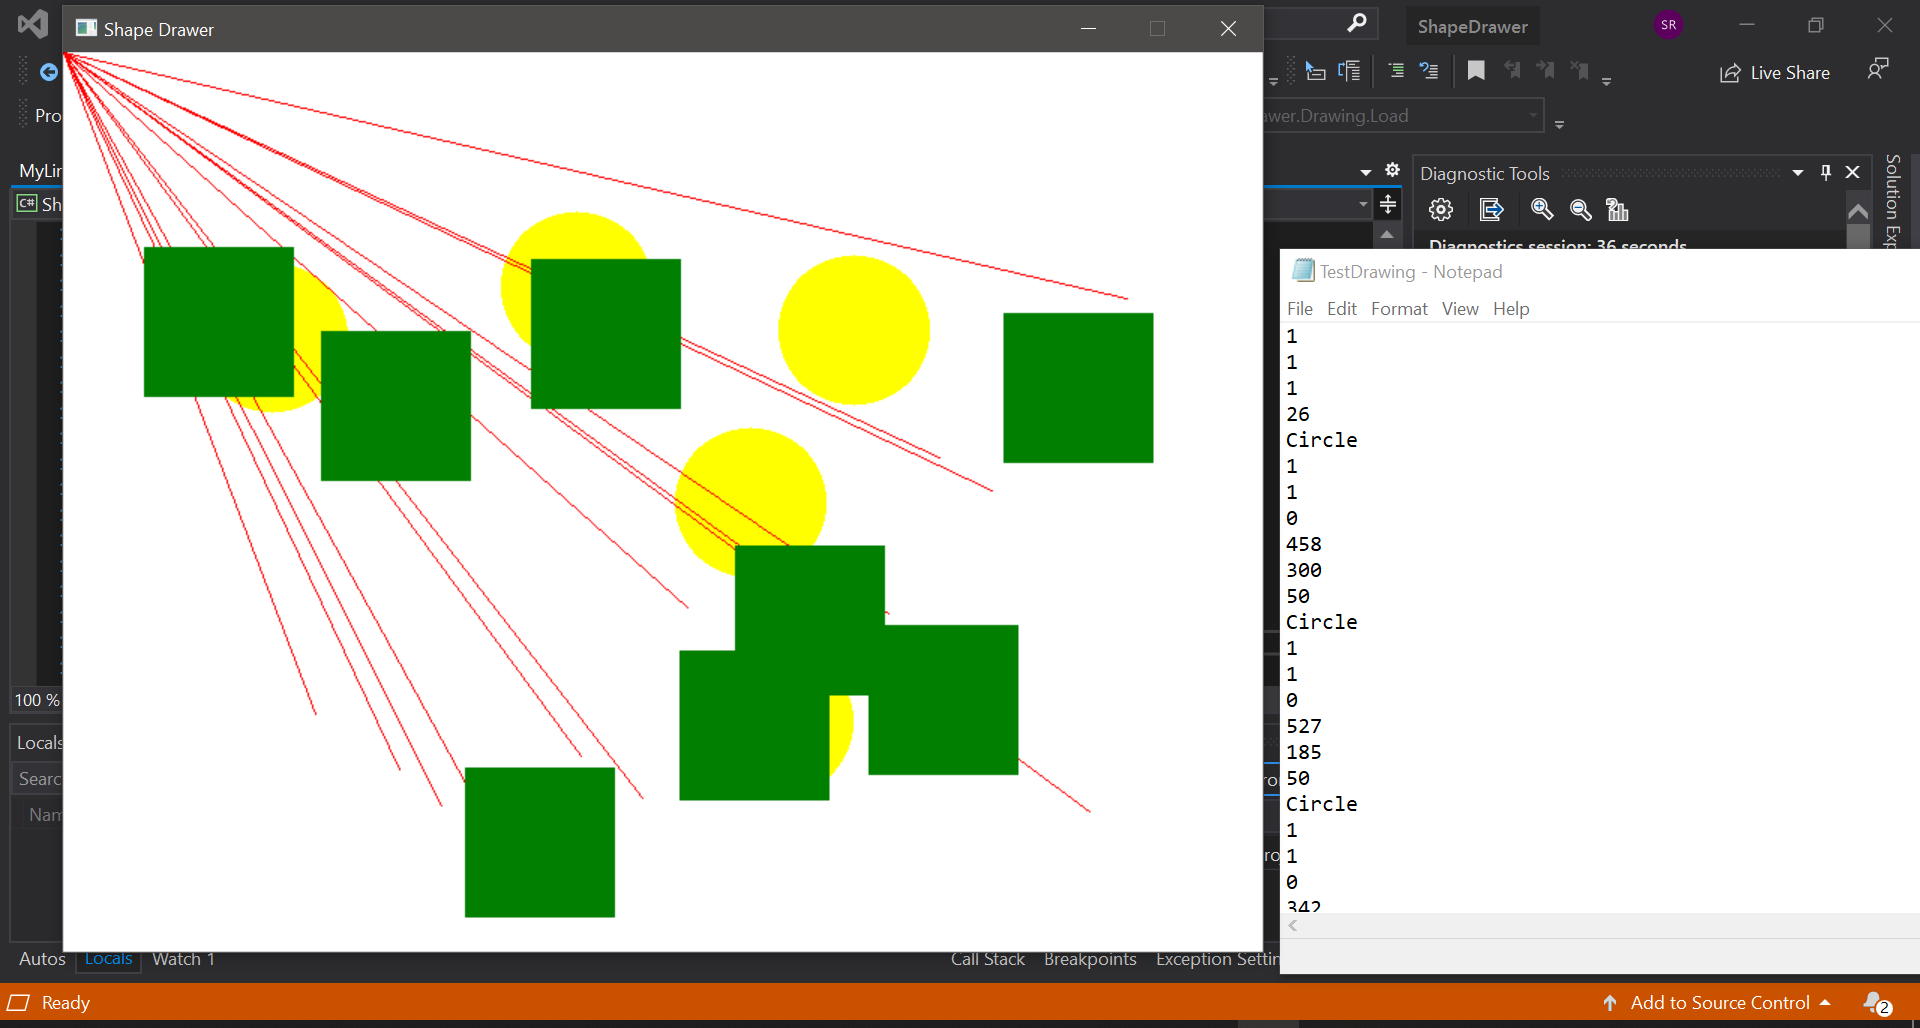 Shape Drawer
ShapeDrawer
SR
Live Share
Pro
awer.Drawing.Load
MyLin
C# Sh
Diagnostic Tools
Diagnostics session: 36 seconds
Solution Exp
TestDrawing - Notepad
File Edit Format View Help
1
1
1
26
Circle
1
1
0
458
300
50
Circle
1
1
0
527
185
50
Circle
1
1
0
342
100 %
Locals
Searc
Nam
Autos Locals Watch 1
Call Stack Breakpoints Exception Settin
Ready
Add to Source Control
2